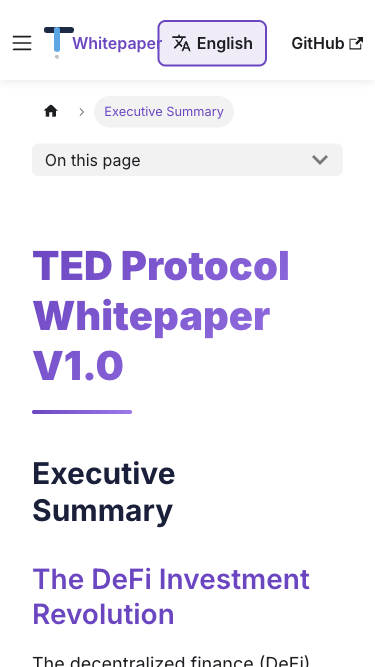 Whitepaper English GitHub
Executive Summary
On this page
TED Protocol
Whitepaper
V1.0
Executive
Summary
The DeFi Investment
Revolution
The decentralized finance (DeFi)